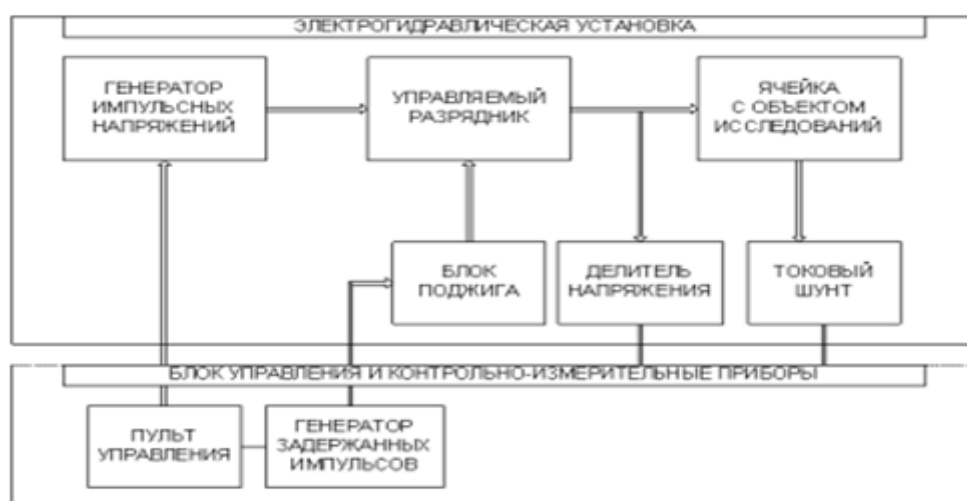 ЭЛЕКТРОГИДРАВЛИЧЕСКАЯ УСТАНОВКА
ГЕНЕРАТОР
ИМПУЛЬСНЫХ
НАПРЯЖЕНИЙ
УПРАВЛЯЕМЫЙ
РАЗРЯДНИК
ЯЧЕЙКА
С ОБЪЕКТОМ
ИССЛЕДОВАНИЙ
БЛОК
ПОДЖИГА
ДЕЛИТЕЛЬ
НАПРЯЖЕНИЯ
ТОКОВЫЙ
ШУНТ
БЛОК УПРАВЛЕНИЯ И КОНТРОЛЬНО-ИЗМЕРИТЕЛЬНЫЕ ПРИБОРЫ
ПУЛЬТ
УПРАВЛЕНИЯ
ГЕНЕРАТОР
ЗАДЕРЖАННЫХ
ИМПУЛЬСОВ